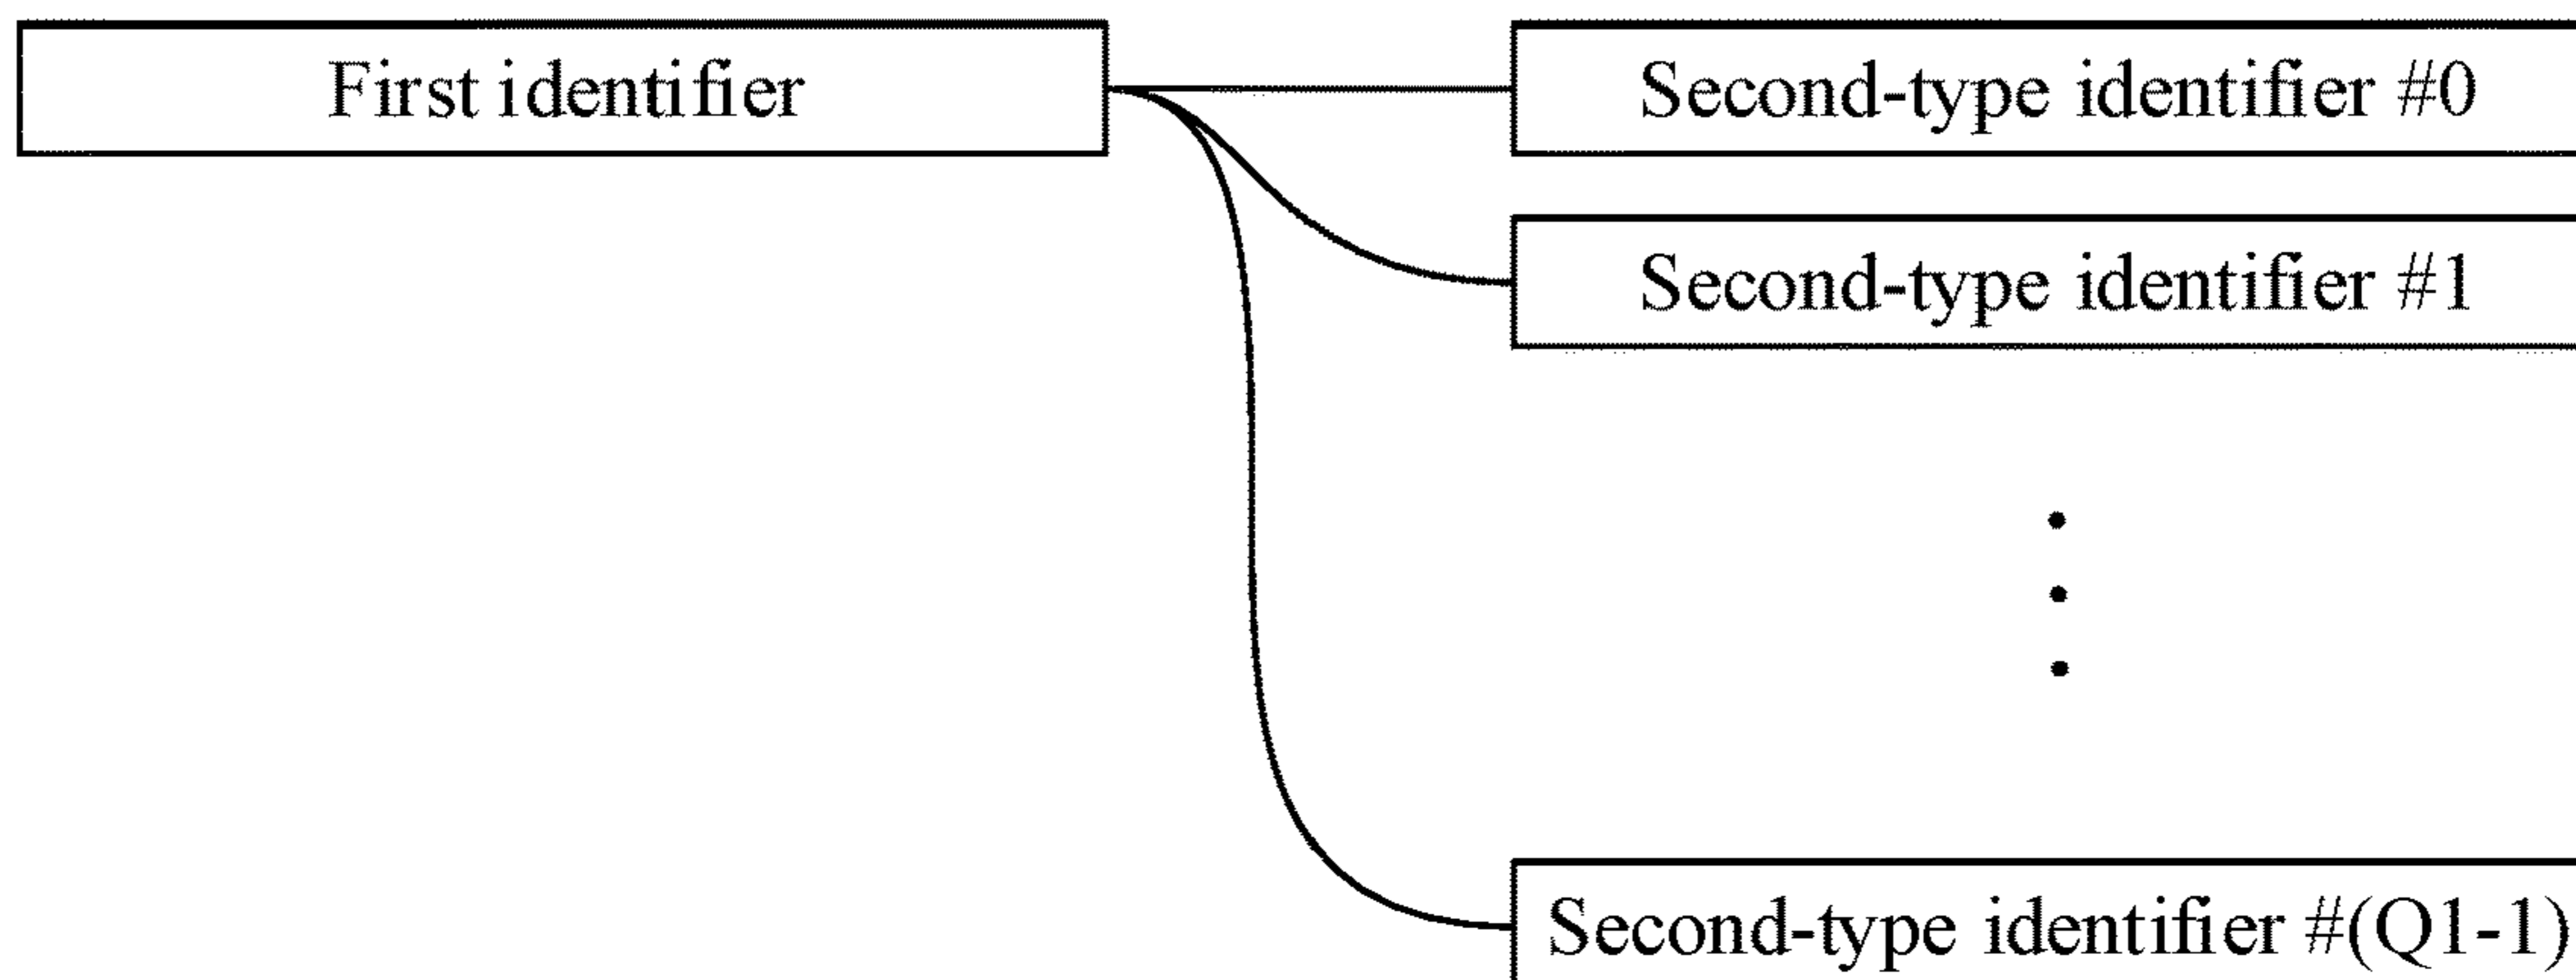 First identifier
Second-type identifier #0
Second-type identifier #1
Second-type identifier #(Q1-1)